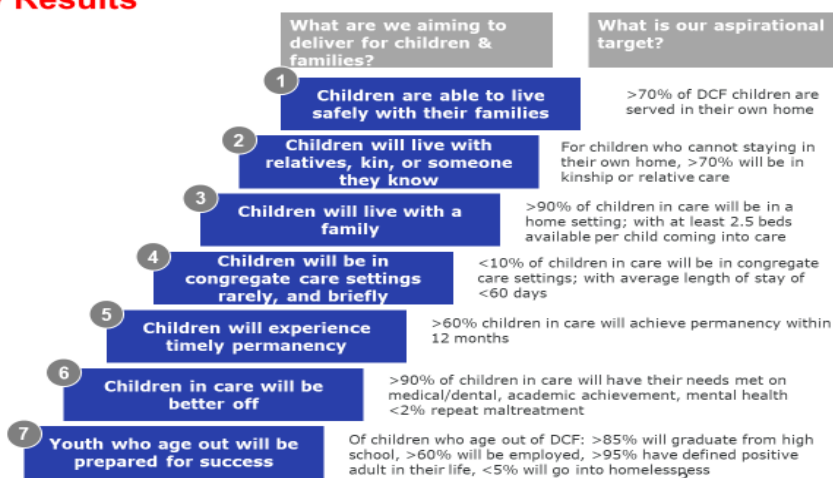 Results
What are we aiming to
deliver for children &
families?
What is our aspirational
target?
1
Children are able to live
safely with their families
>70% of DCF children are
served in their own home
2
Children will live with
relatives, kin, or someone
they know
For children who cannot staying in
their own home, >70% will be in
kinship or relative care
3
Children will live with a
family
>90% of children in care will be in a
home setting; with at least 2.5 beds
available per child coming into care
4
Children will be in
congregate care settings
rarely, and briefly
<10% of children in care will be in congregate
care settings; with average length of stay of
<60 days
5
Children will experience
timely permanency
>60% children in care will achieve permanency within
12 months
6
Children in care will be
better off
>90% of children in care will have their needs met on
medical/dental, academic achievement, mental health
<2% repeat maltreatment
7
Youth who age out will be
prepared for success
Of children who age out of DCF: >85% will graduate from high
school, >60% will be employed, >95% have defined positive
adult in their life, <5% will go into homelessness